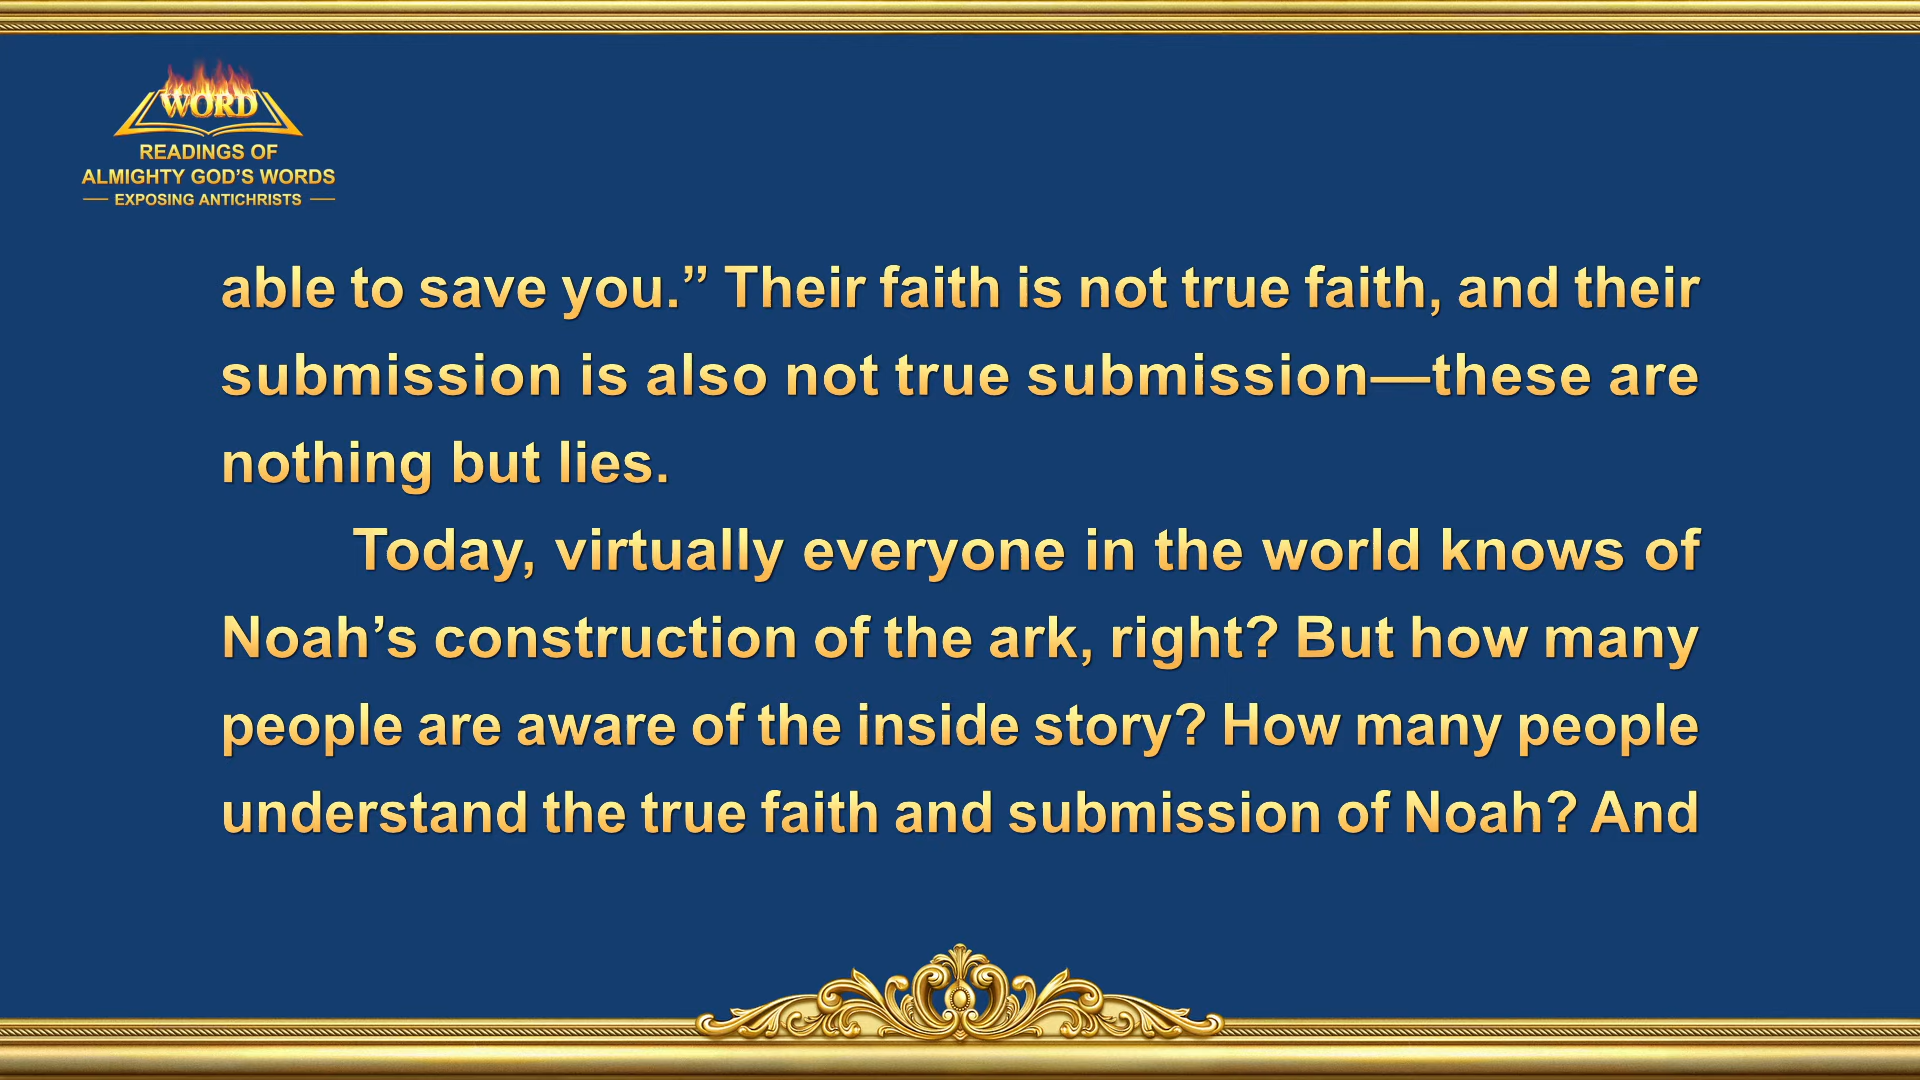 WORD
READINGS OF
ALMIGHTY GOD’S WORDS
EXPOSING ANTICHRISTS
able to save you.” Their faith is not true faith, and their
submission is also not true submission—these are
nothing but lies.
Today, virtually everyone in the world knows of
Noah’s construction of the ark, right? But how many
people are aware of the inside story? How many people
understand the true faith and submission of Noah? And